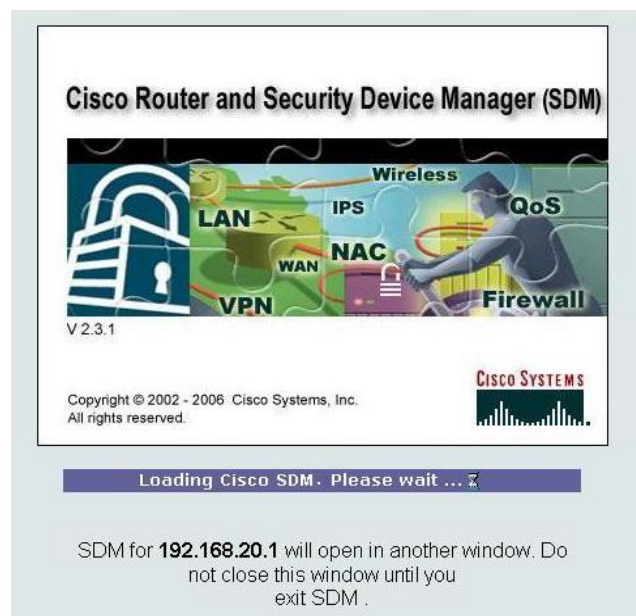 Cisco Router and Security Device Manager (SDM)
Wireless
LAN
IPS
QoS
NAC
WAN
VPN
Firewall
V 2.3.1
CISCO SYSTEMS
Copyright © 2002 - 2006 Cisco Systems, Inc.
All rights reserved.
Loading Cisco SDM. Please wait ...
SDM for 192.168.20.1 will open in another window. Do
not close this window until you
exit SDM .